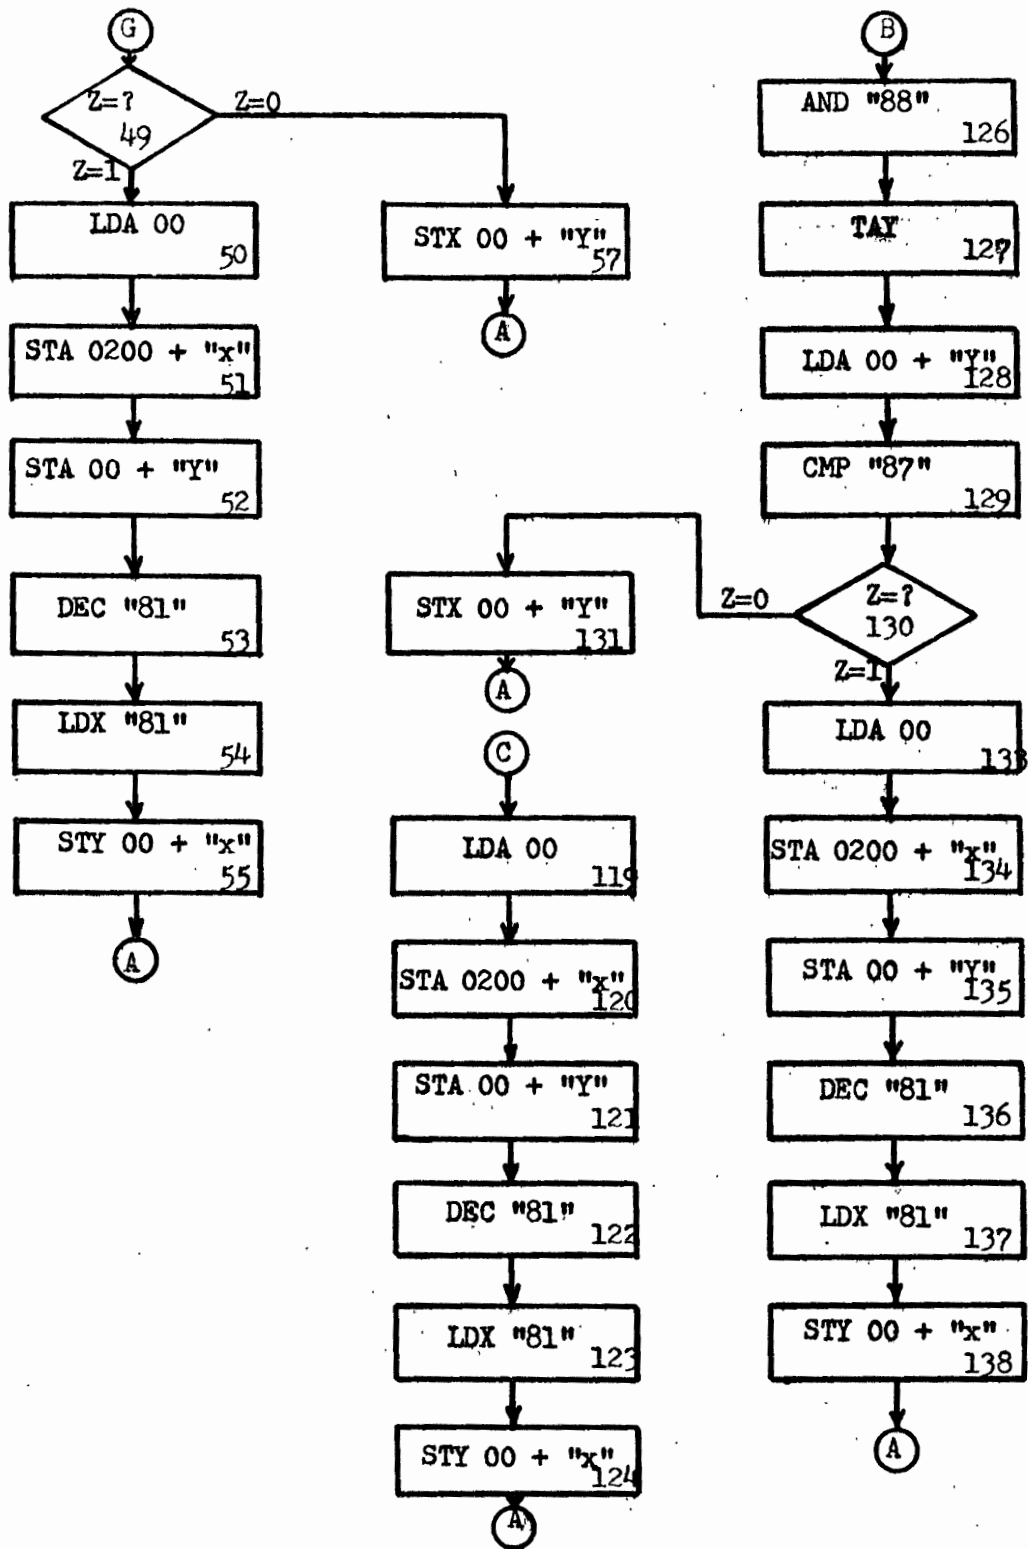 G
Z=?
49
Z=0
Z=1
LDA 00
50
STA 0200 + "x"
51
STA 00 + "Y"
52
DEC "81"
53
LDX "81"
54
STY 00 + "x"
55
A
STX 00 + "Y"
57
A
B
AND "88"
126
TAY
127
LDA 00 + "Y"
128
CMP "87"
129
Z=?
130
Z=0
Z=1
STX 00 + "Y"
131
A
LDA 00
133
STA 0200 + "x"
134
STA 00 + "Y"
135
DEC "81"
136
LDX "81"
137
STY 00 + "x"
138
A
C
LDA 00
119
STA 0200 + "x"
120
STA 00 + "Y"
121
DEC "81"
122
LDX "81"
123
STY 00 + "x"
124
A